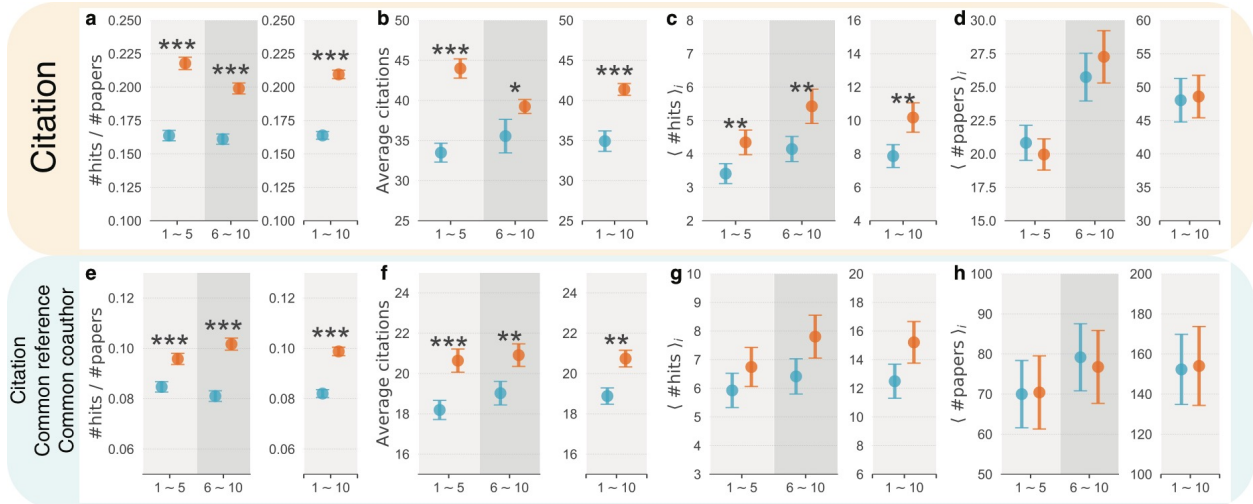 Citation
a
#hits / #papers
0.250
0.225
0.200
0.175
0.150
0.125
0.100
***
***
1 ~ 5
6 ~ 10
0.250
0.225
0.200
0.175
0.150
0.125
0.100
***
1 ~ 10
b
Average citations
50
45
40
35
30
25
***
*
1 ~ 5
6 ~ 10
50
45
40
35
30
25
***
1 ~ 10
c
⟨ #hits ⟩i
8
7
6
5
4
3
2
**
**
1 ~ 5
6 ~ 10
16
14
12
10
8
6
4
**
1 ~ 10
d
⟨ #papers ⟩i
30.0
27.5
25.0
22.5
20.0
17.5
15.0
1 ~ 5
6 ~ 10
60
55
50
45
40
35
30
1 ~ 10
Citation
Common reference
Common coauthor
e
#hits / #papers
0.12
0.10
0.08
0.06
***
***
1 ~ 5
6 ~ 10
0.12
0.10
0.08
0.06
***
1 ~ 10
f
Average citations
24
22
20
18
16
***
**
1 ~ 5
6 ~ 10
24
22
20
18
16
**
1 ~ 10
g
⟨ #hits ⟩i
10
9
8
7
6
5
4
3
1 ~ 5
6 ~ 10
20
18
16
14
12
10
8
6
1 ~ 10
h
⟨ #papers ⟩i
100
90
80
70
60
50
1 ~ 5
6 ~ 10
200
180
160
140
120
100
1 ~ 10